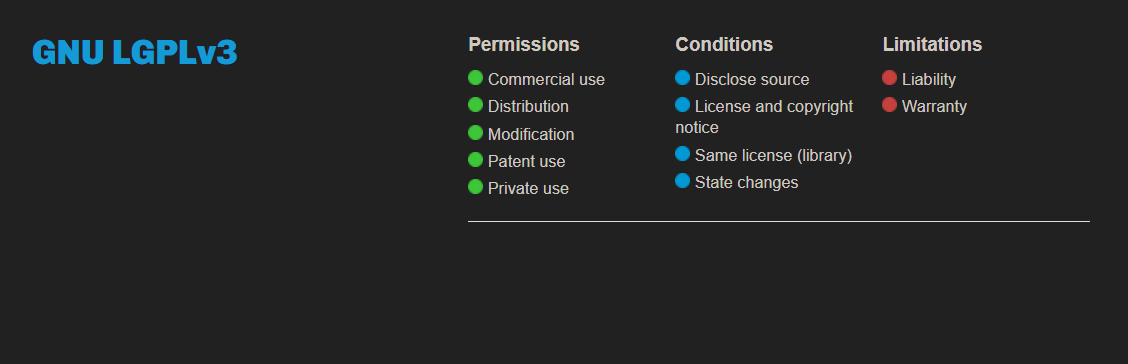 GNU LGPLv3
Permissions
Commercial use
Distribution
Modification
Patent use
Private use
Conditions
Disclose source
License and copyright
notice
Same license (library)
State changes
Limitations
Liability
Warranty